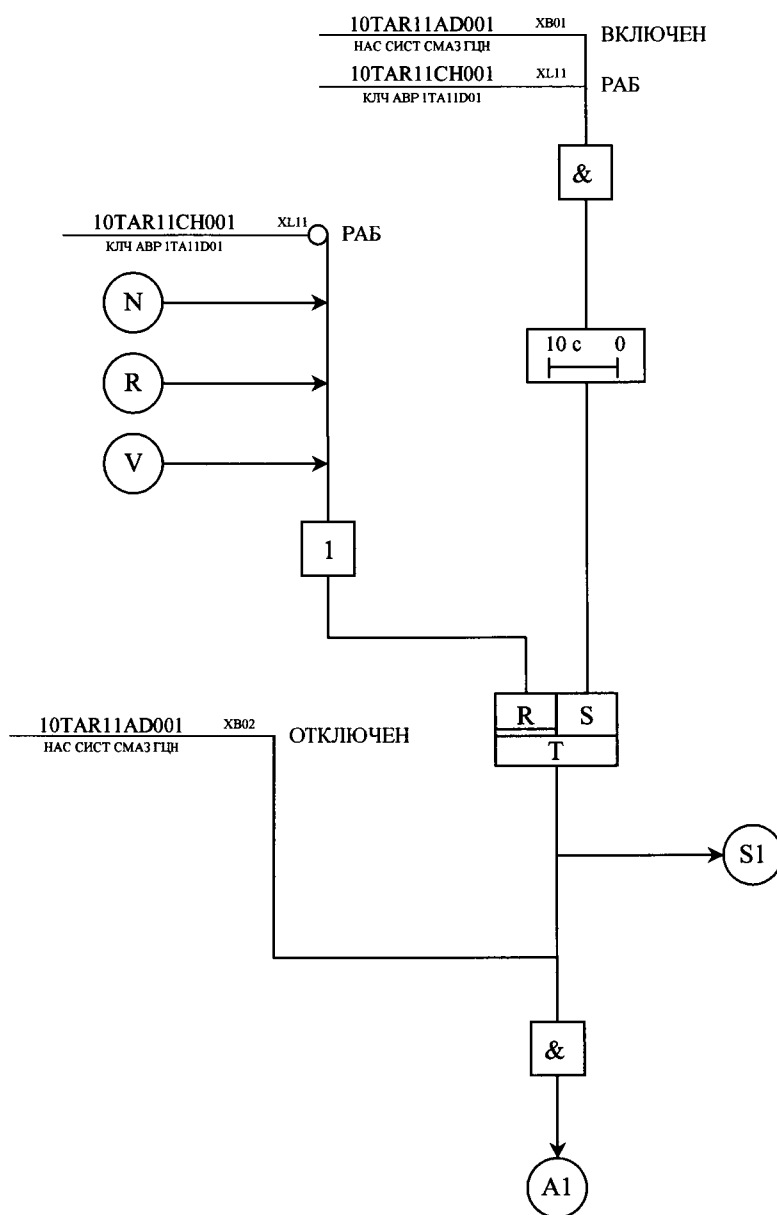 10TAR11AD001 XB01 ВКЛЮЧЕН
НАС СИСТ СМАЗ ГЦН
10TAR11CH001 XL11 РАБ
КЛЧ АВР 1TA11D01
&
10TAR11CH001 XL11 РАБ
КЛЧ АВР 1TA11D01
N
10 с 0
R
V
1
R S
T
10TAR11AD001 XB02 ОТКЛЮЧЕН
НАС СИСТ СМАЗ ГЦН
S1
&
A1